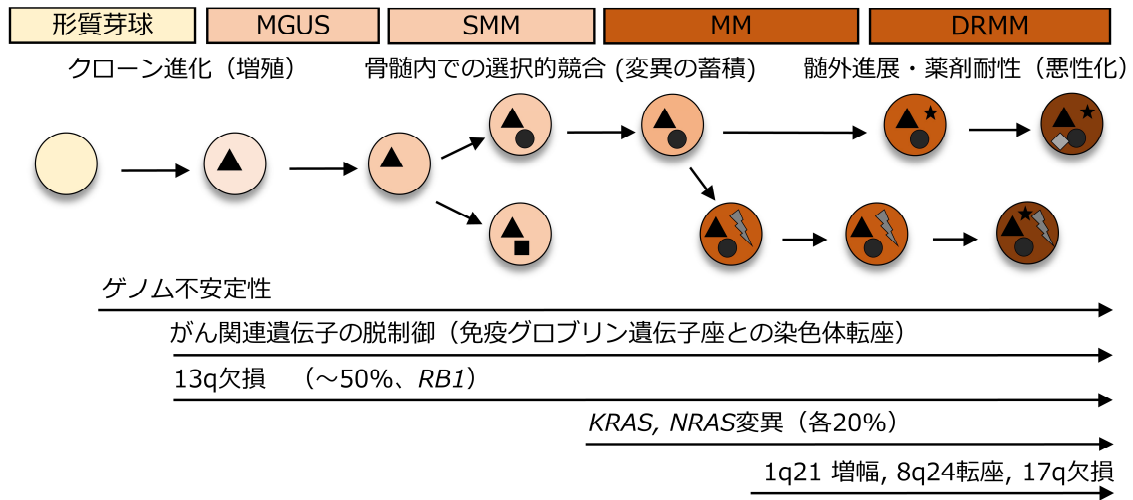 形質芽球 MGUS SMM MM DRMM
クローン進化（増殖） 骨髄内での選択的競合 (変異の蓄積) 髄外進展・薬剤耐性（悪性化）
ゲノム不安定性
がん関連遺伝子の脱制御（免疫グロブリン遺伝子座との染色体転座）
13q欠損 （～50%、RB1）
KRAS, NRAS変異（各20%）
1q21 増幅, 8q24転座, 17q欠損